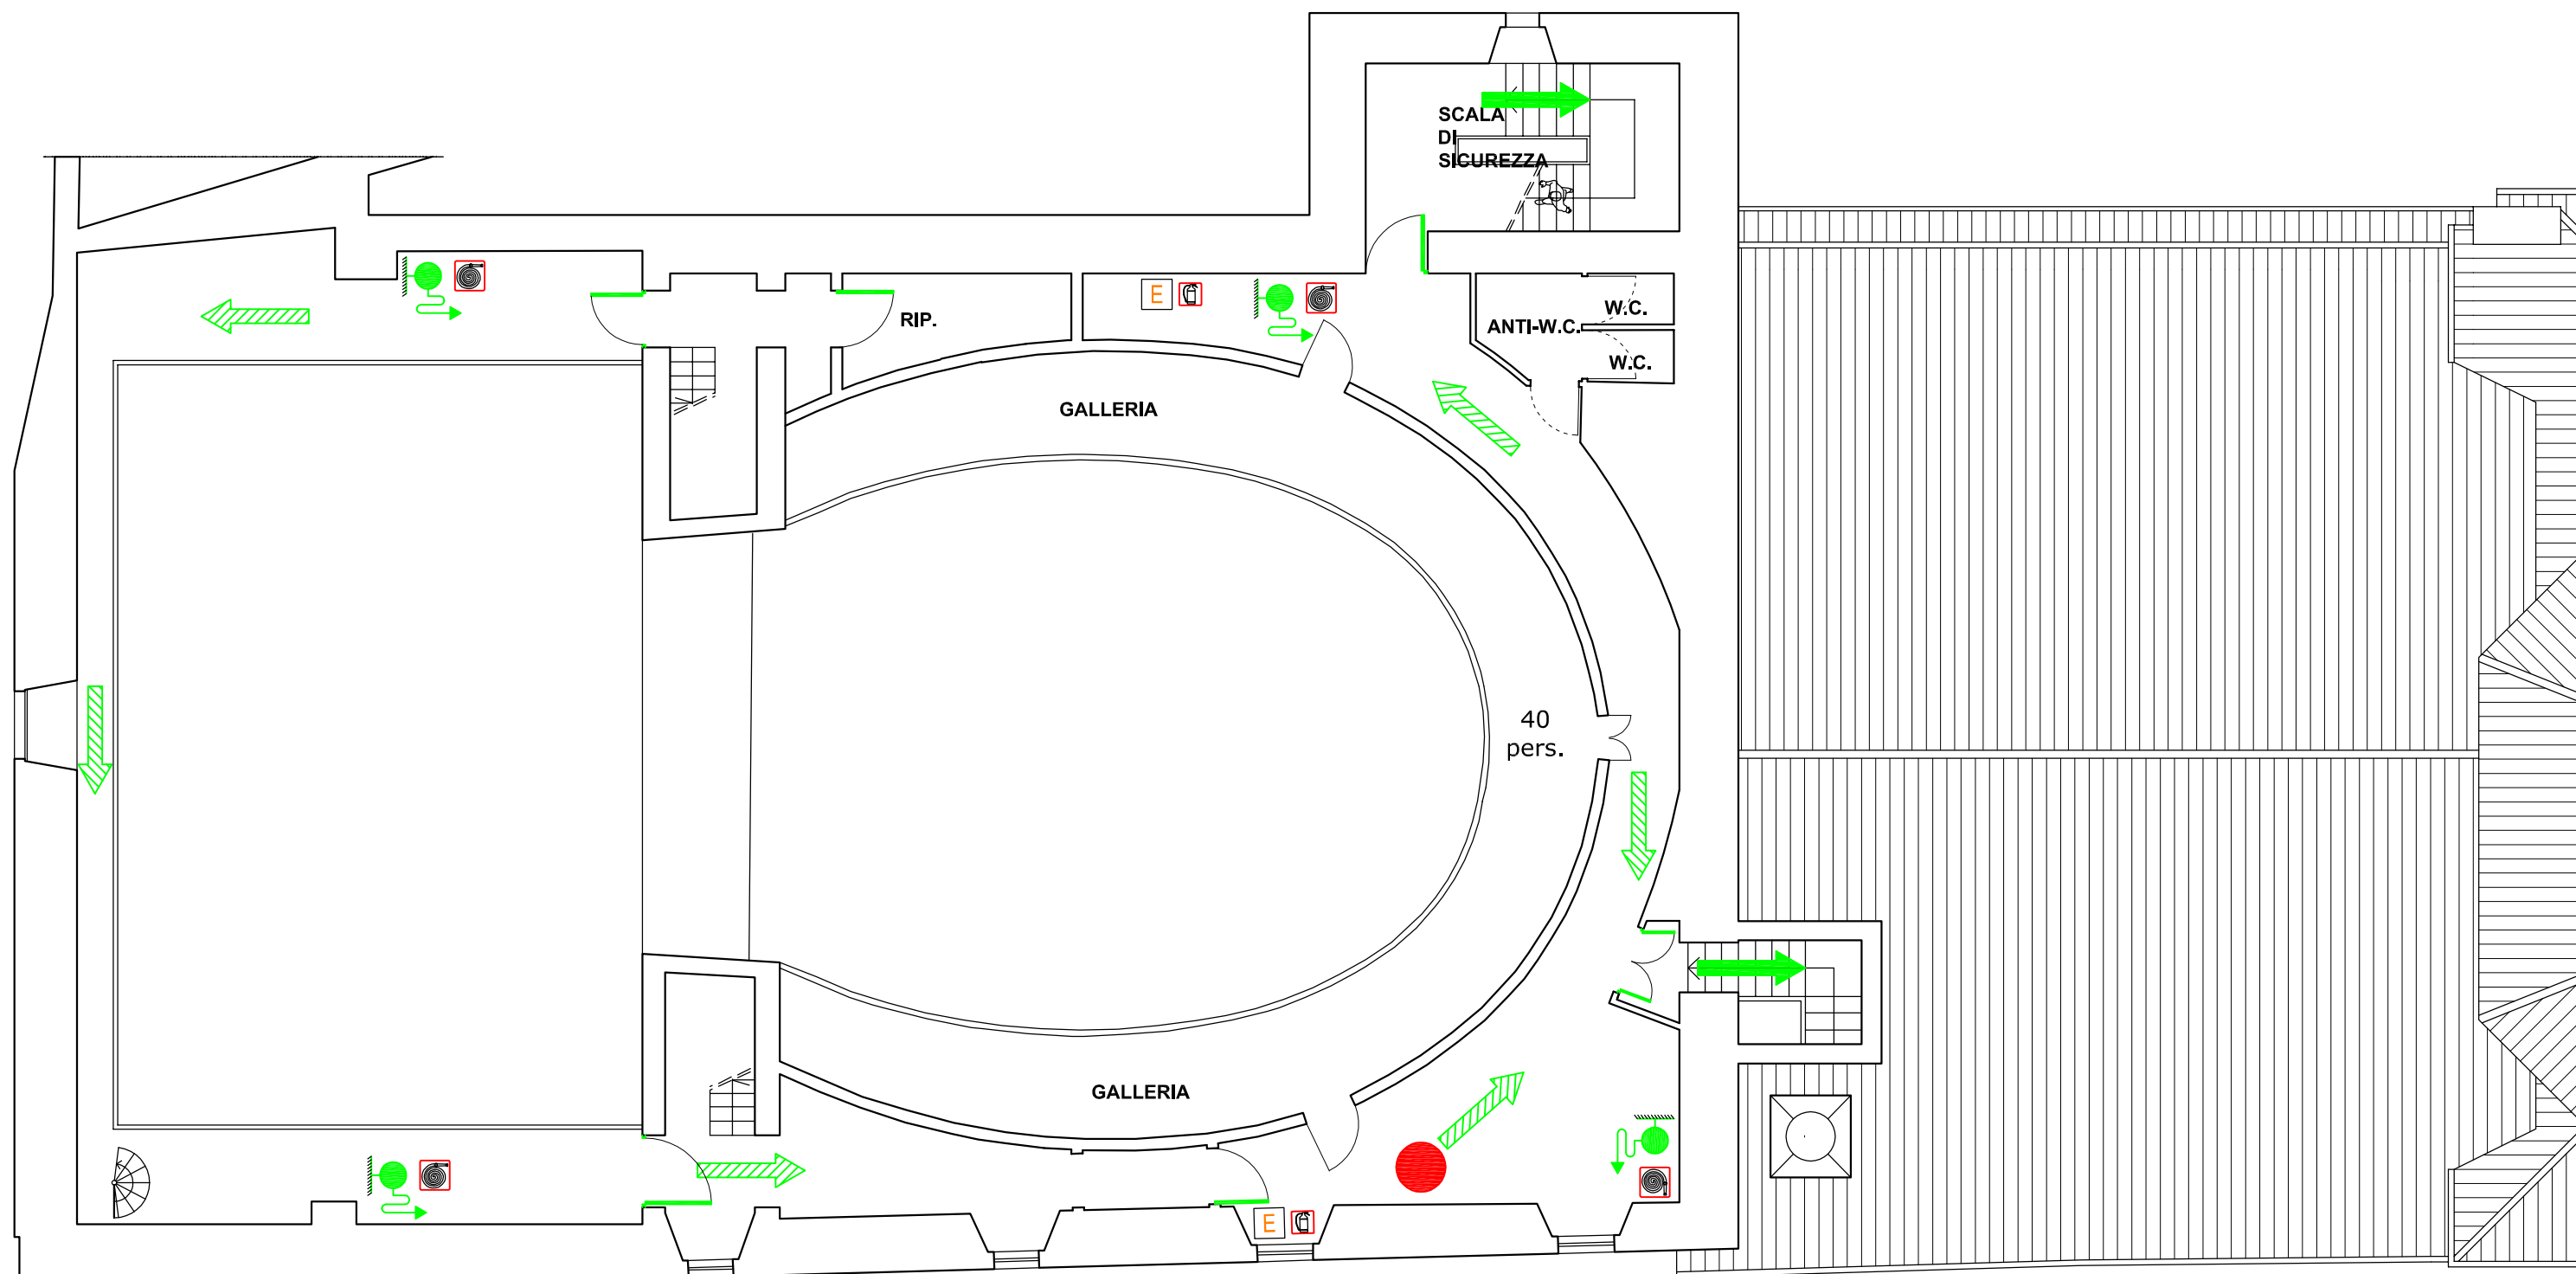 SCALA
DI
SICUREZZA
E
RIP.
W.C.
ANTI-W.C.
W.C.
GALLERIA
40
pers.
GALLERIA
E